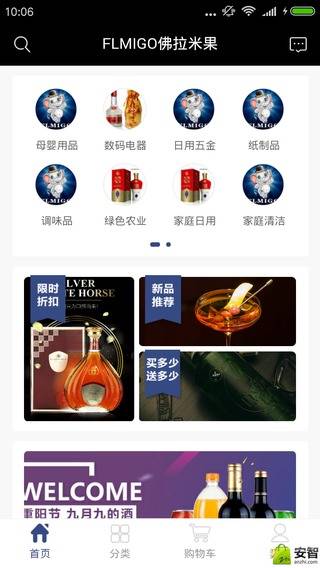 10:06
FLMIGO佛拉米果
母婴用品
数码电器
日用五金
纸制品
调味品
绿色农业
家庭日用
家庭清洁
限时
折扣
新品
推荐
买多少
送多少
WELCOME
重阳节 九月九的酒
首页
分类
购物车
安智
anzhi.com